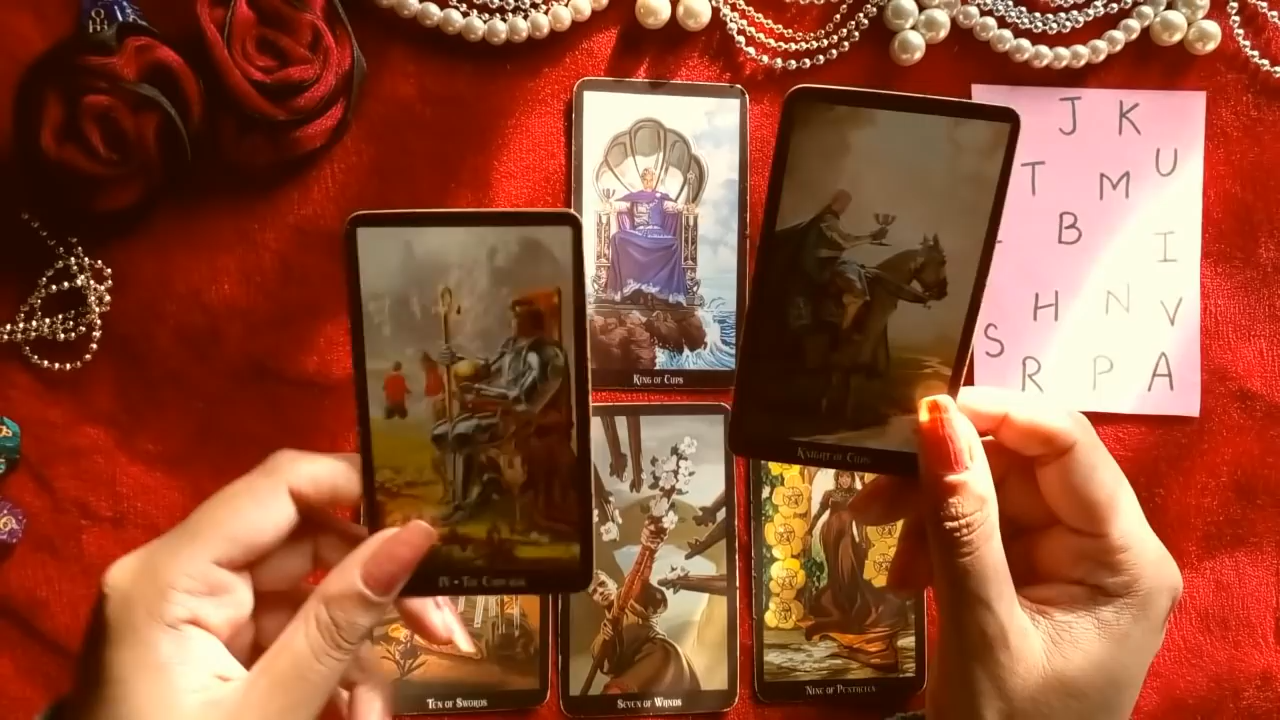 KING OF CUPS
KNIGHT OF CUPS
IV • THE EMPEROR
TEN OF SWORDS
SEVEN OF WANDS
NINE OF PENTACLES
J K
T M U
B I
H N V
S
R P A